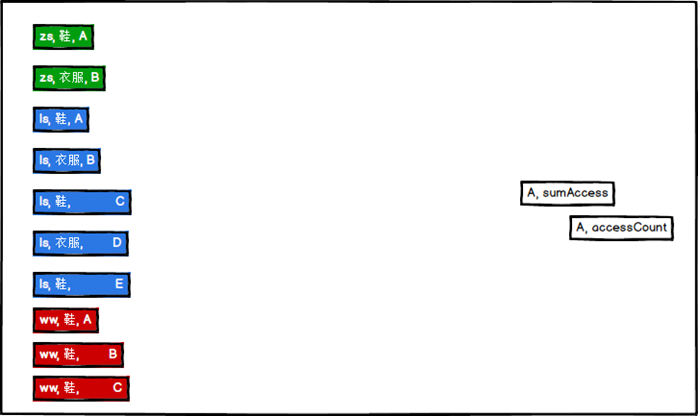 zs, 鞋, A
zs, 衣服, B
ls, 鞋, A
ls, 衣服, B
ls, 鞋, C
A, sumAccess
A, accessCount
ls, 衣服, D
ls, 鞋, E
ww, 鞋, A
ww, 鞋, B
ww, 鞋, C